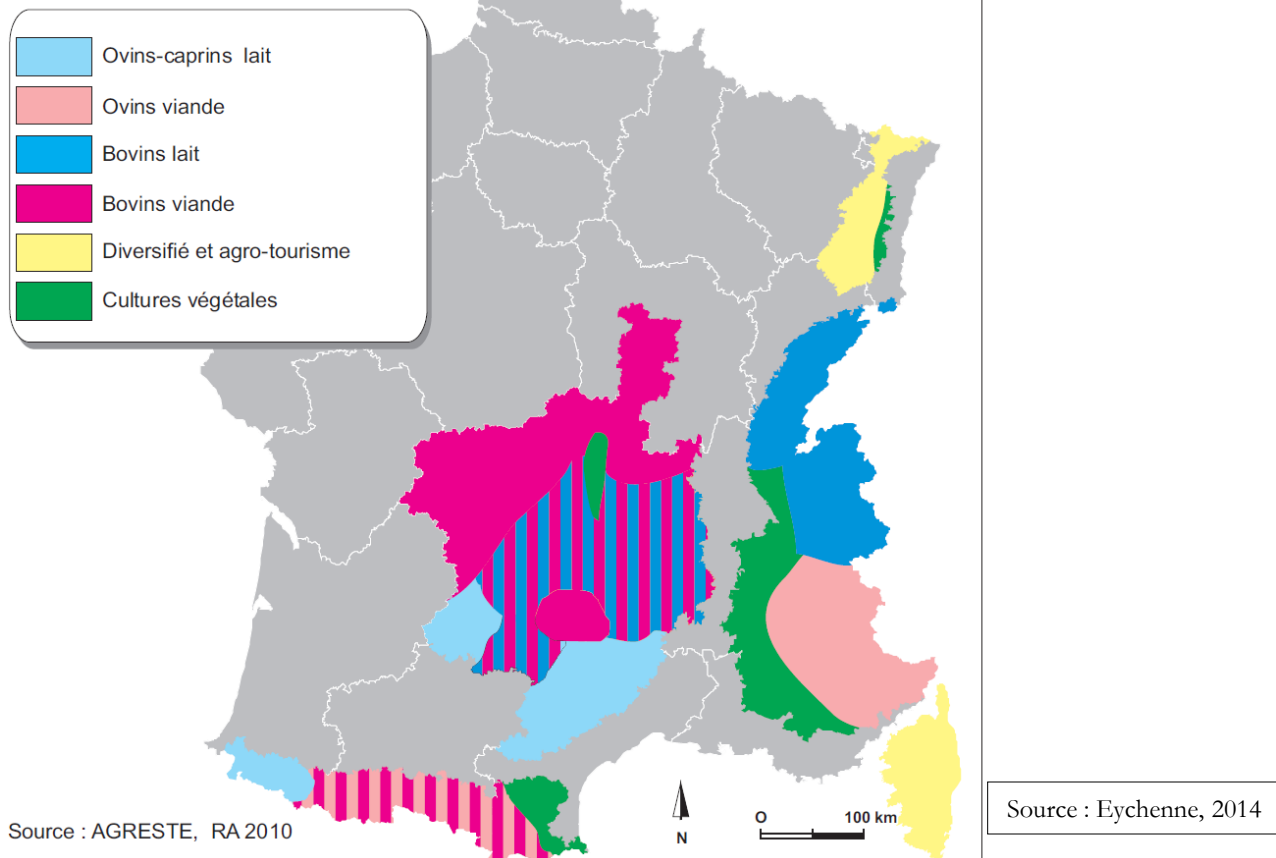 Ovins-caprins lait
Ovins viande
Bovins lait
Bovins viande
Diversifié et agro-tourisme
Cultures végétales
Source : AGRESTE, RA 2010
N
O
100 km
Source : Eychenne, 2014